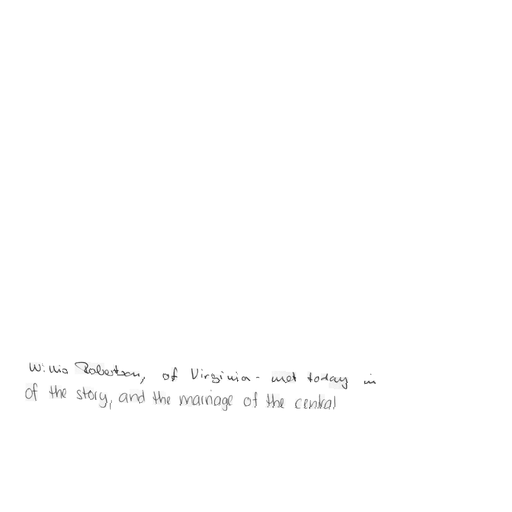 Willis Robertson, of Virginia - met today in
of the story, and the marriage of the central